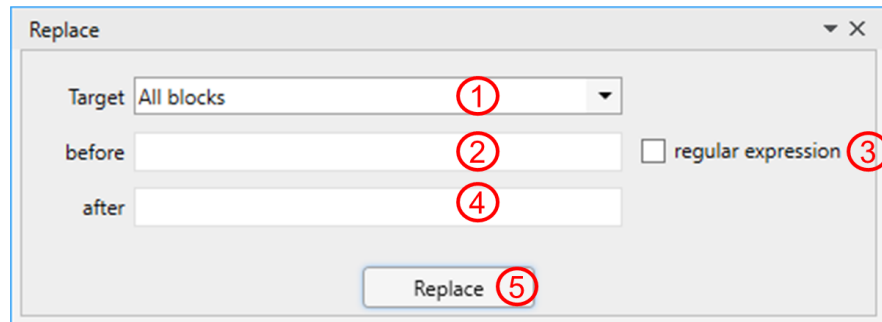 Replace
Target All blocks 1
before 2 regular expression 3
after 4
Replace 5